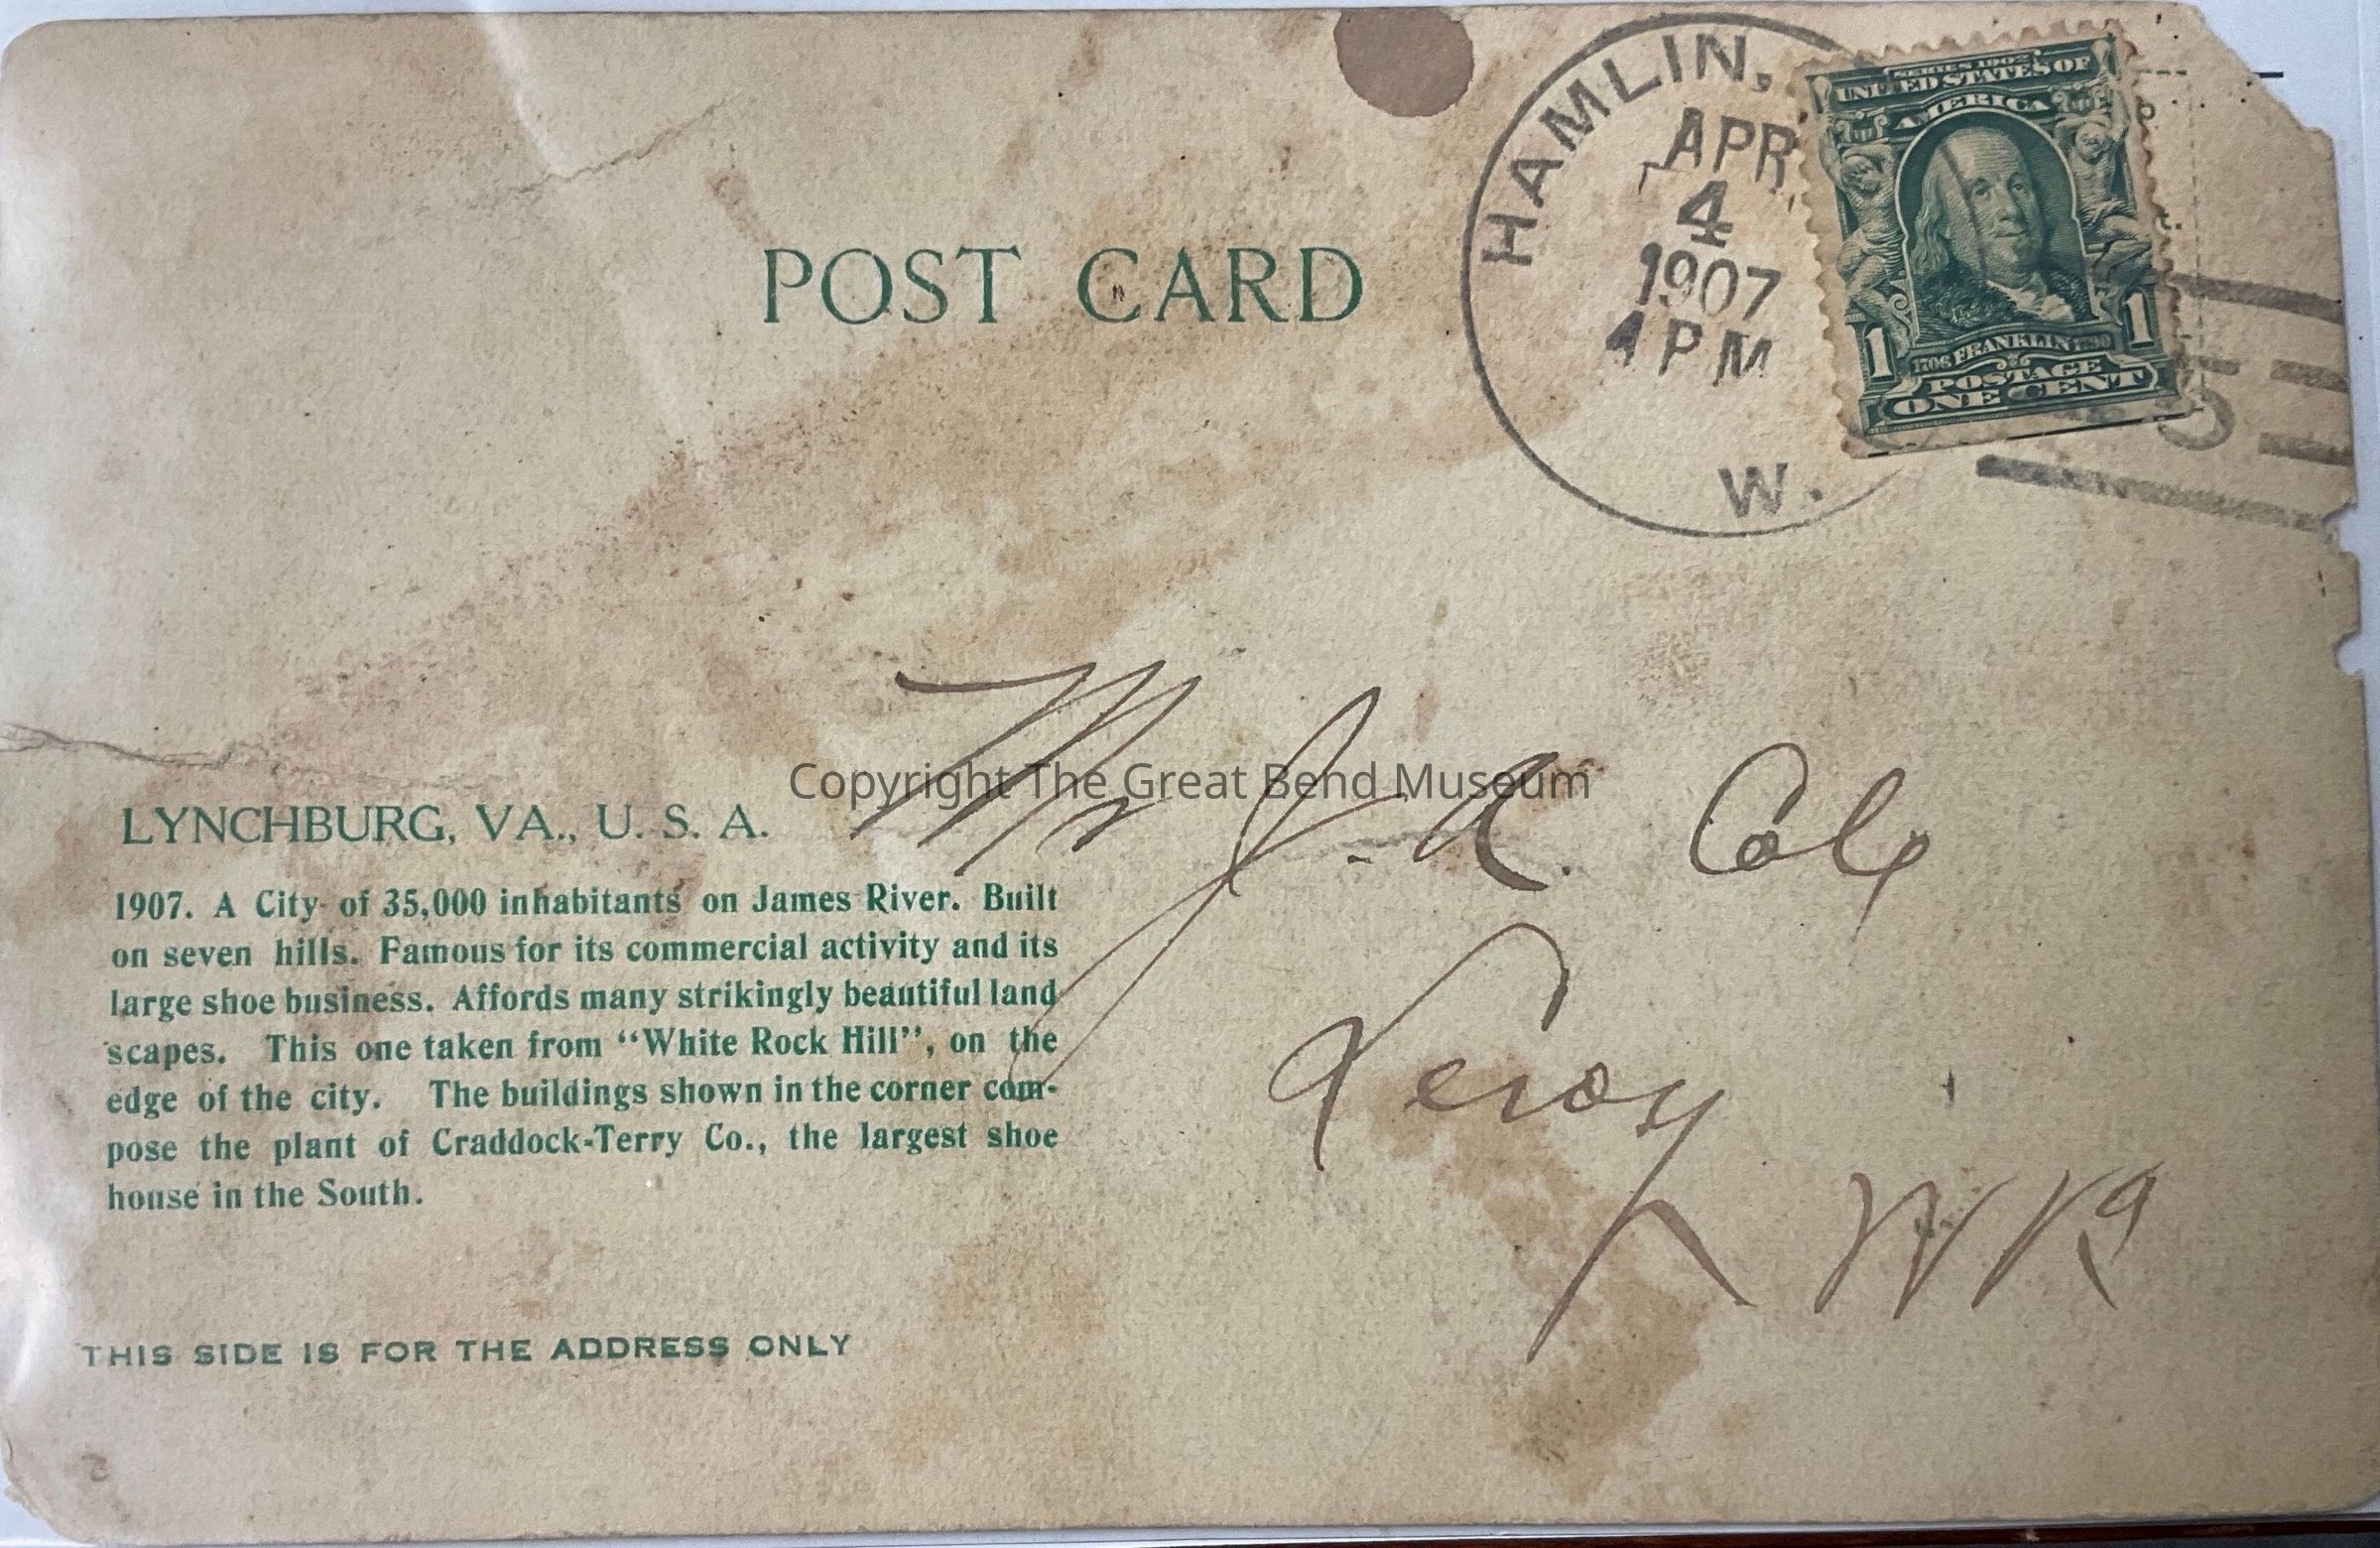 POST CARD
HAMLIN,
APR
4
1907
4 PM
W.
SERIES 1902
UNITED STATES OF
AMERICA
1 1
1706 FRANKLIN 1790
POSTAGE
ONE CENT
Copyright The Great Bend Museum
Mr J. A. Cole
Leroy
W Va
LYNCHBURG, VA., U. S. A.
1907. A City of 35,000 inhabitants on James River. Built
on seven hills. Famous for its commercial activity and its
large shoe business. Affords many strikingly beautiful land
scapes. This one taken from “White Rock Hill”, on the
edge of the city. The buildings shown in the corner com-
pose the plant of Craddock-Terry Co., the largest shoe
house in the South.
THIS SIDE IS FOR THE ADDRESS ONLY